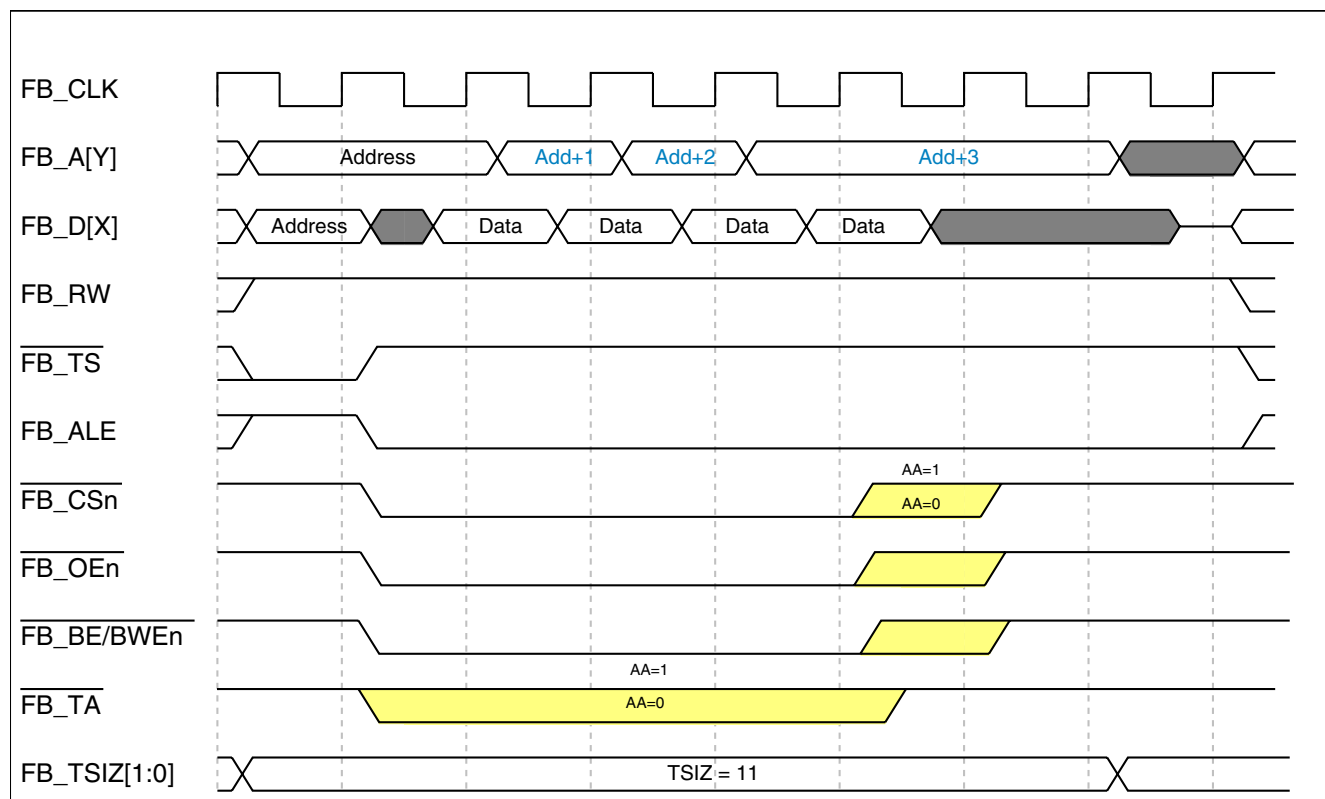 FB_CLK
FB_A[Y] Address Add+1 Add+2 Add+3
FB_D[X] Address Data Data Data Data
FB_RW
FB_TS
FB_ALE
AA=1
FB_CSn AA=0
FB_OEn
FB_BE/BWEn
AA=1
FB_TA AA=0
FB_TSIZ[1:0] TSIZ = 11